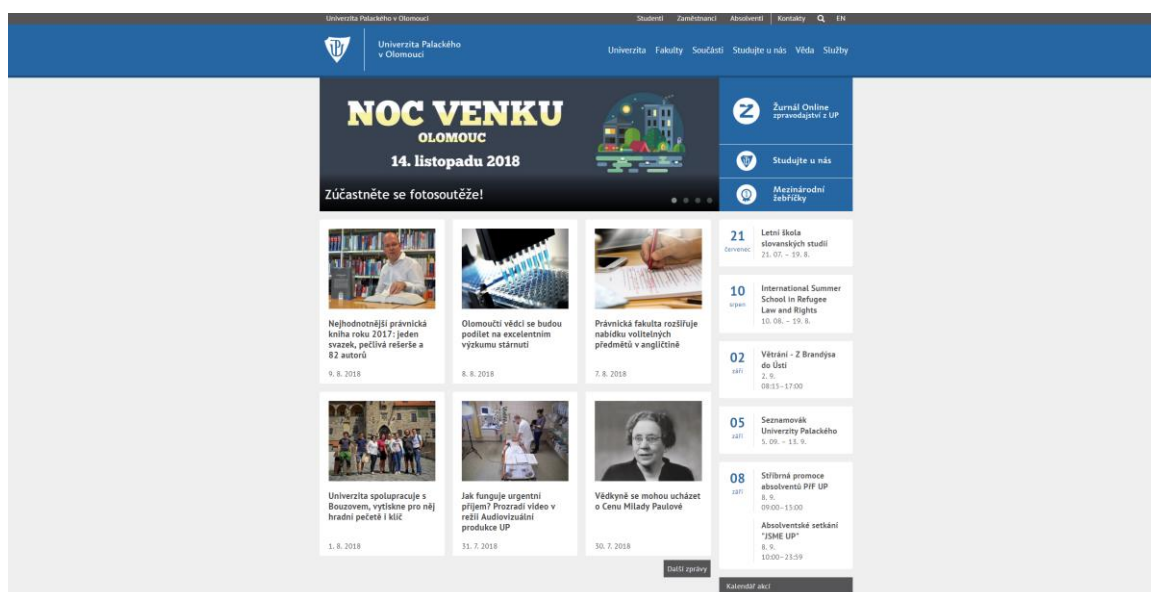 Univerzita Palackého v Olomouci
Studenti Zaměstnanci Absolventi Kontakty EN
Univerzita Palackého
v Olomouci
Univerzita Fakulty Součásti Studujte u nás Věda Služby
NOC VENKU
OLOMOUC
14. listopadu 2018
Zúčastněte se fotosoutěže!
Žurnál Online
zpravodajství z UP
Studujte u nás
Mezinárodní
žebříčky
Nejhodnotnější právnická
kniha roku 2017: jeden
svazek, pečlivá rešerše a
82 autorů
9. 8. 2018
Olomoučtí vědci se budou
podílet na excelentním
výzkumu stárnutí
8. 8. 2018
Právnická fakulta rozšiřuje
nabídku volitelných
předmětů v angličtině
7. 8. 2018
Univerzita spolupracuje s
Bouzovem, vytiskne pro něj
hradní pečetě i klíč
1. 8. 2018
Jak funguje urgentní
příjem? Prozradí video v
režii Audiovizuální
produkce UP
31. 7. 2018
Vědkyně se mohou ucházet
o Cenu Milady Paulové
30. 7. 2018
Další zprávy
21
červenec
Letní škola
slovanských studií
21. 07. – 19. 8.
10
srpen
International Summer
School in Refugee
Law and Rights
10. 08. – 19. 8.
02
září
Větrání - Z Brandýsa
do Ústí
2. 9.
08:15–17:00
05
září
Seznamovák
Univerzity Palackého
5. 09. – 13. 9.
08
září
Stříbrná promoce
absolventů PřF UP
8. 9.
09:00–15:00
Absolventské setkání
"JSME UP"
8. 9.
10:00–23:59
Kalendář akcí